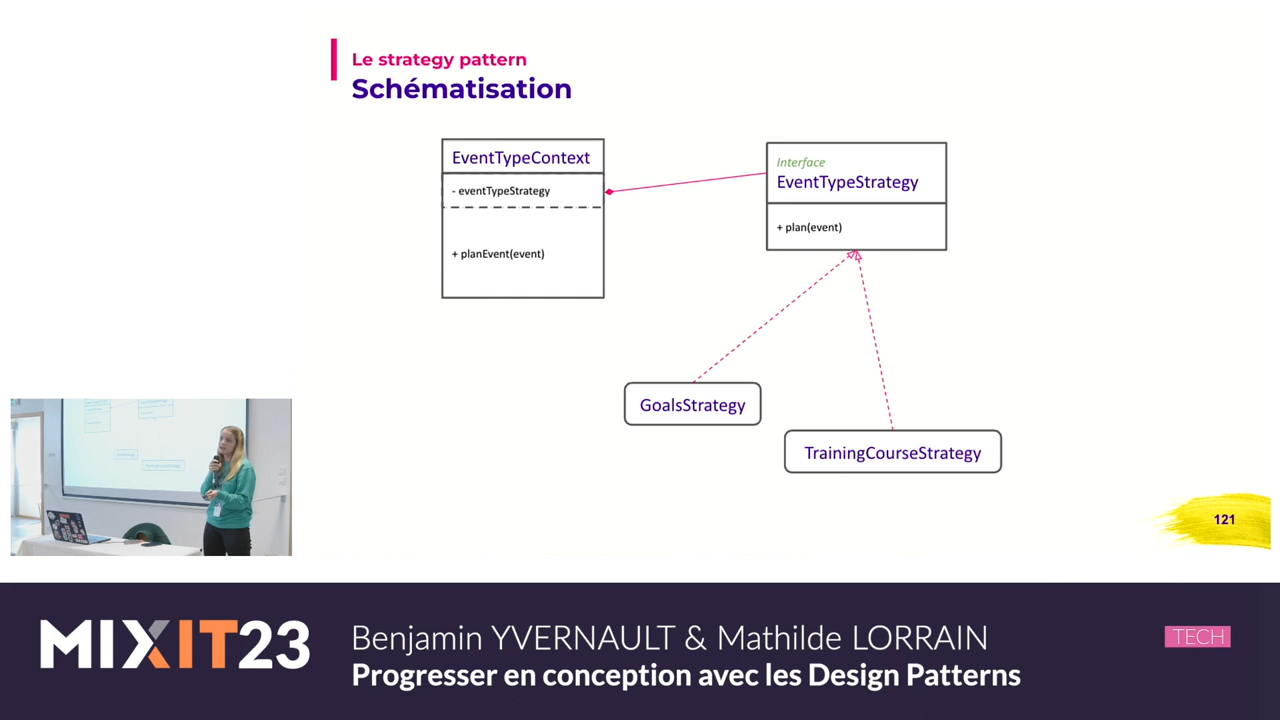 Le strategy pattern
Schématisation
EventTypeContext
- eventTypeStrategy
+ planEvent(event)
Interface
EventTypeStrategy
+ plan(event)
GoalsStrategy
TrainingCourseStrategy
121
MIXIT23
Benjamin YVERNAULT & Mathilde LORRAIN
TECH
Progresser en conception avec les Design Patterns